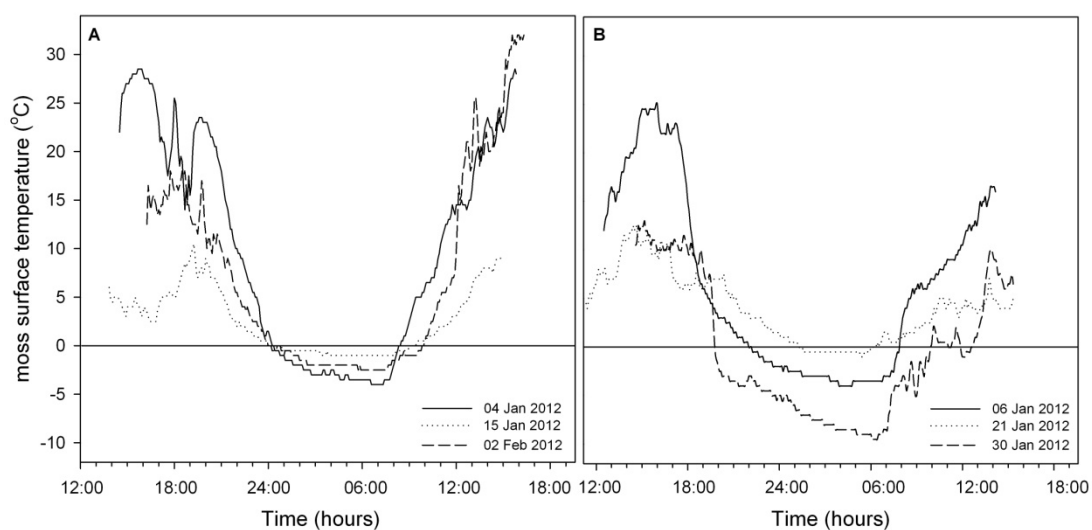 A
B
moss surface temperature (°C)
30
25
20
15
10
5
0
-5
-10
04 Jan 2012
15 Jan 2012
02 Feb 2012
06 Jan 2012
21 Jan 2012
30 Jan 2012
12:00 18:00 24:00 06:00 12:00 18:00
12:00 18:00 24:00 06:00 12:00 18:00
Time (hours)
Time (hours)